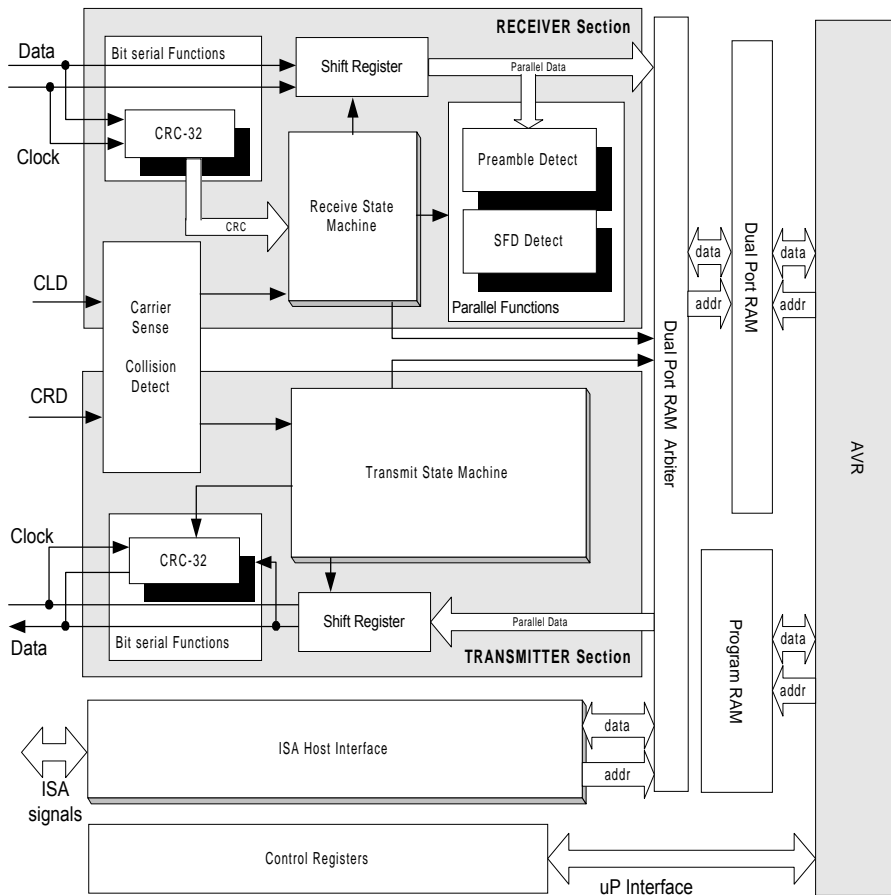 RECEIVER Section
Data
Bit serial Functions
Shift Register
Parallel Data
CRC-32
Clock
Preamble Detect
Receive State
Machine
CRC
SFD Detect
Parallel Functions
CLD
Carrier
Sense
Collision
Detect
CRD
Transmit State Machine
Clock
CRC-32
Shift Register
Parallel Data
Data
Bit serial Functions
TRANSMITTER Section
Dual Port RAM Arbiter
data
addr
Dual Port RAM
data
addr
AVR
Program RAM
data
addr
ISA Host Interface
data
addr
ISA
signals
Control Registers
uP Interface